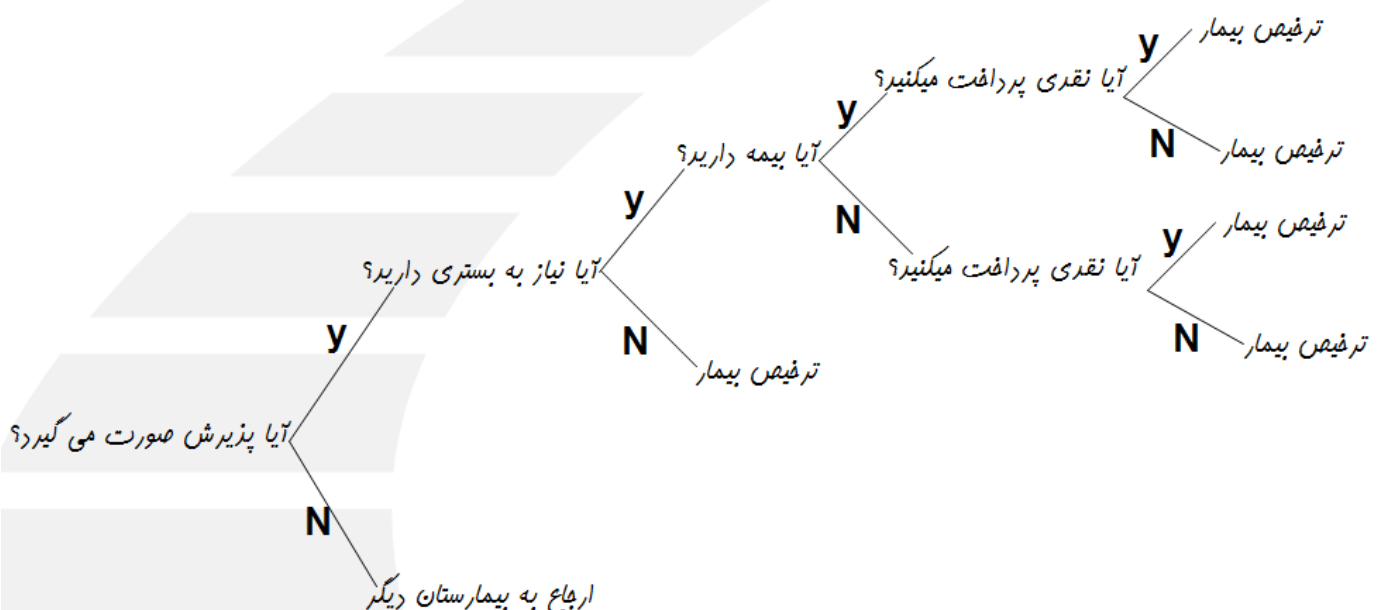 ترخیص بیمار
y
آیا نقدی پرداخت میکنید؟
y
N
ترخیص بیمار
آیا بیمه دارید؟
y
N
ترخیص بیمار
y
آیا نقدی پرداخت میکنید؟
آیا نیاز به بستری دارید؟
N
ترخیص بیمار
y
N
ترخیص بیمار
آیا پزیرش صورت می گیرد؟
N
ارجاع به بیمارستان دیگر